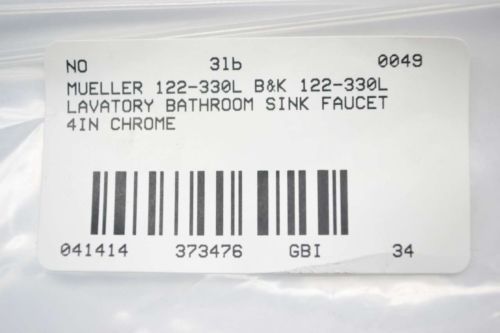 NO 3lb 0049
MUELLER 122-330L B&K 122-330L
LAVATORY BATHROOM SINK FAUCET
4IN CHROME
041414 373476 GBI 34